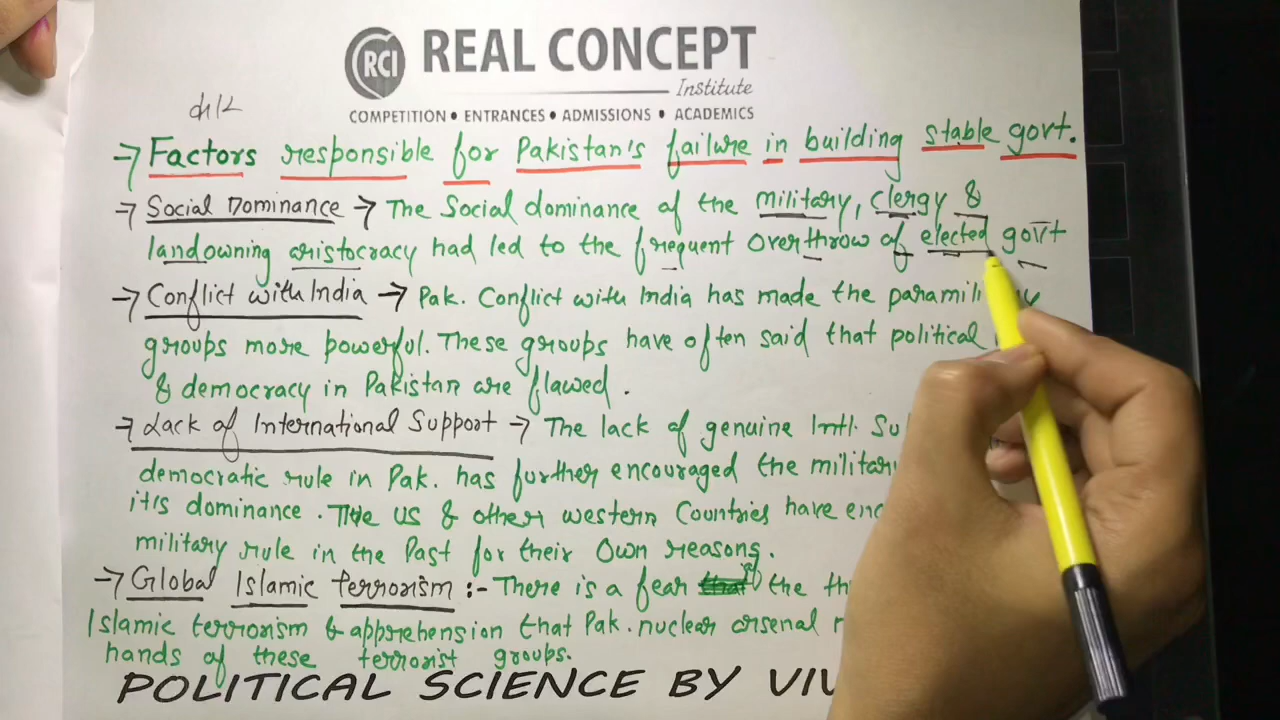 RCI REAL CONCEPT
Institute
COMPETITION • ENTRANCES • ADMISSIONS • ACADEMICS
→ Factors responsible for Pakistan's failure in building stable govt.
→ Social Dominance → The Social dominance of the military, clergy &
landowning aristocracy had led to the frequent overthrow of elected govt
→ Conflict with India → Pak. Conflict with India has made the
groups more powerful. These groups have often said that political
& democracy in Pakistan are flawed.
→ Lack of International Support → The lack of genuine Intl.
democratic rule in Pak. has further encouraged the
its dominance. The US & other western Countries have
military rule in the Past for their Own reasons.
→ Global Islamic terrorism :- There is a fear of the
Islamic terrorism & apprehension that Pak. nuclear arsenal
hands of these terrorist groups.
POLITICAL SCIENCE BY